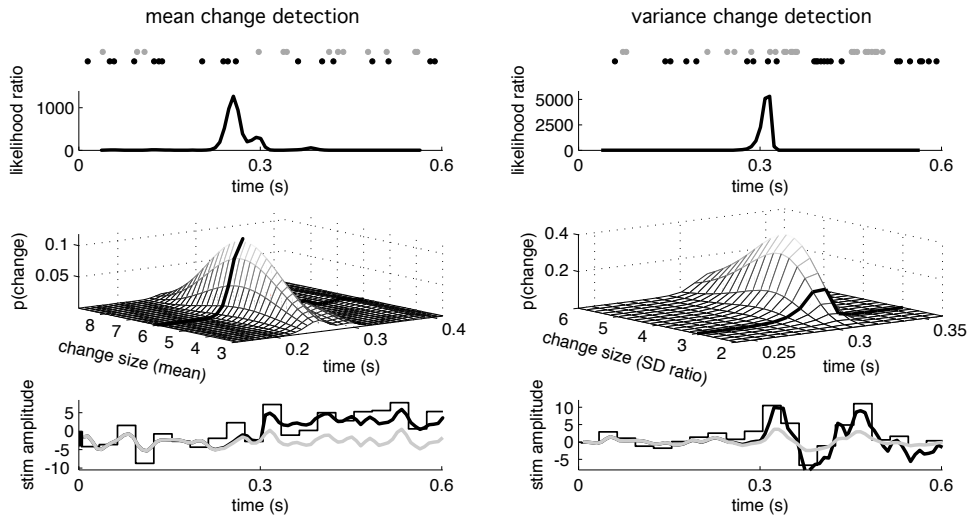 mean change detection
variance change detection
likelihood ratio
1000
0
0
0.3
0.6
time (s)
likelihood ratio
5000
2500
0
0
0.3
0.6
time (s)
p(change)
0.1
0.05
8
7
6
5
4
3
change size (mean)
0.2
0.3
0.4
time (s)
p(change)
0.4
0.2
6
5
4
3
2
change size (SD ratio)
0.25
0.3
0.35
time (s)
stim amplitude
5
0
-5
-10
0
0.3
0.6
time (s)
stim amplitude
10
5
0
-5
0
0.3
0.6
time (s)